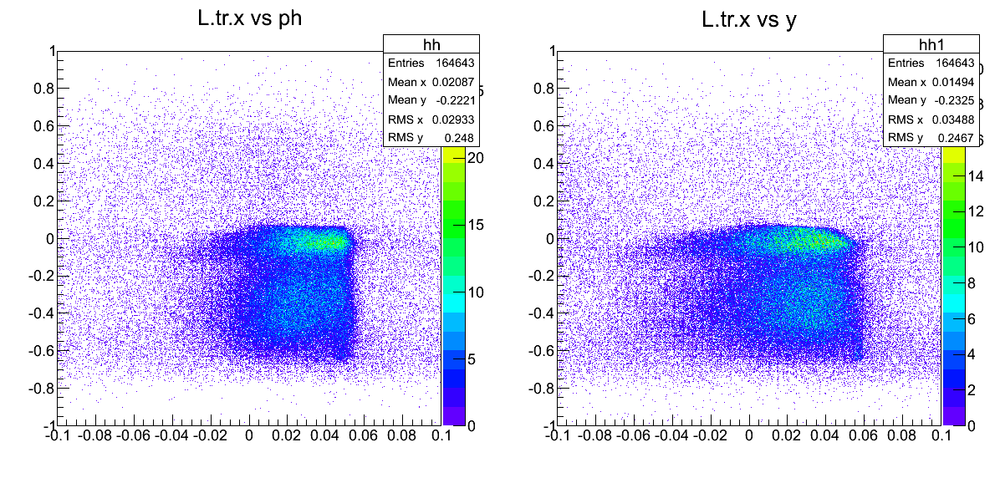 L.tr.x vs ph
hh
Entries 164643
Mean x 0.02087
Mean y -0.2221
RMS x 0.02933
RMS y 0.248
1
0.8
0.6
0.4
0.2
0
-0.2
-0.4
-0.6
-0.8
-1
-0.1 -0.08 -0.06 -0.04 -0.02 0 0.02 0.04 0.06 0.08 0.1
5
20
15
10
5
0
L.tr.x vs y
hh1
Entries 164643
Mean x 0.01494
Mean y -0.2325
RMS x 0.03488
RMS y 0.2467
1
0.8
0.6
0.4
0.2
0
-0.2
-0.4
-0.6
-0.8
-1
-0.1 -0.08 -0.06 -0.04 -0.02 0 0.02 0.04 0.06 0.08 0.1
14
12
10
8
6
4
2
0